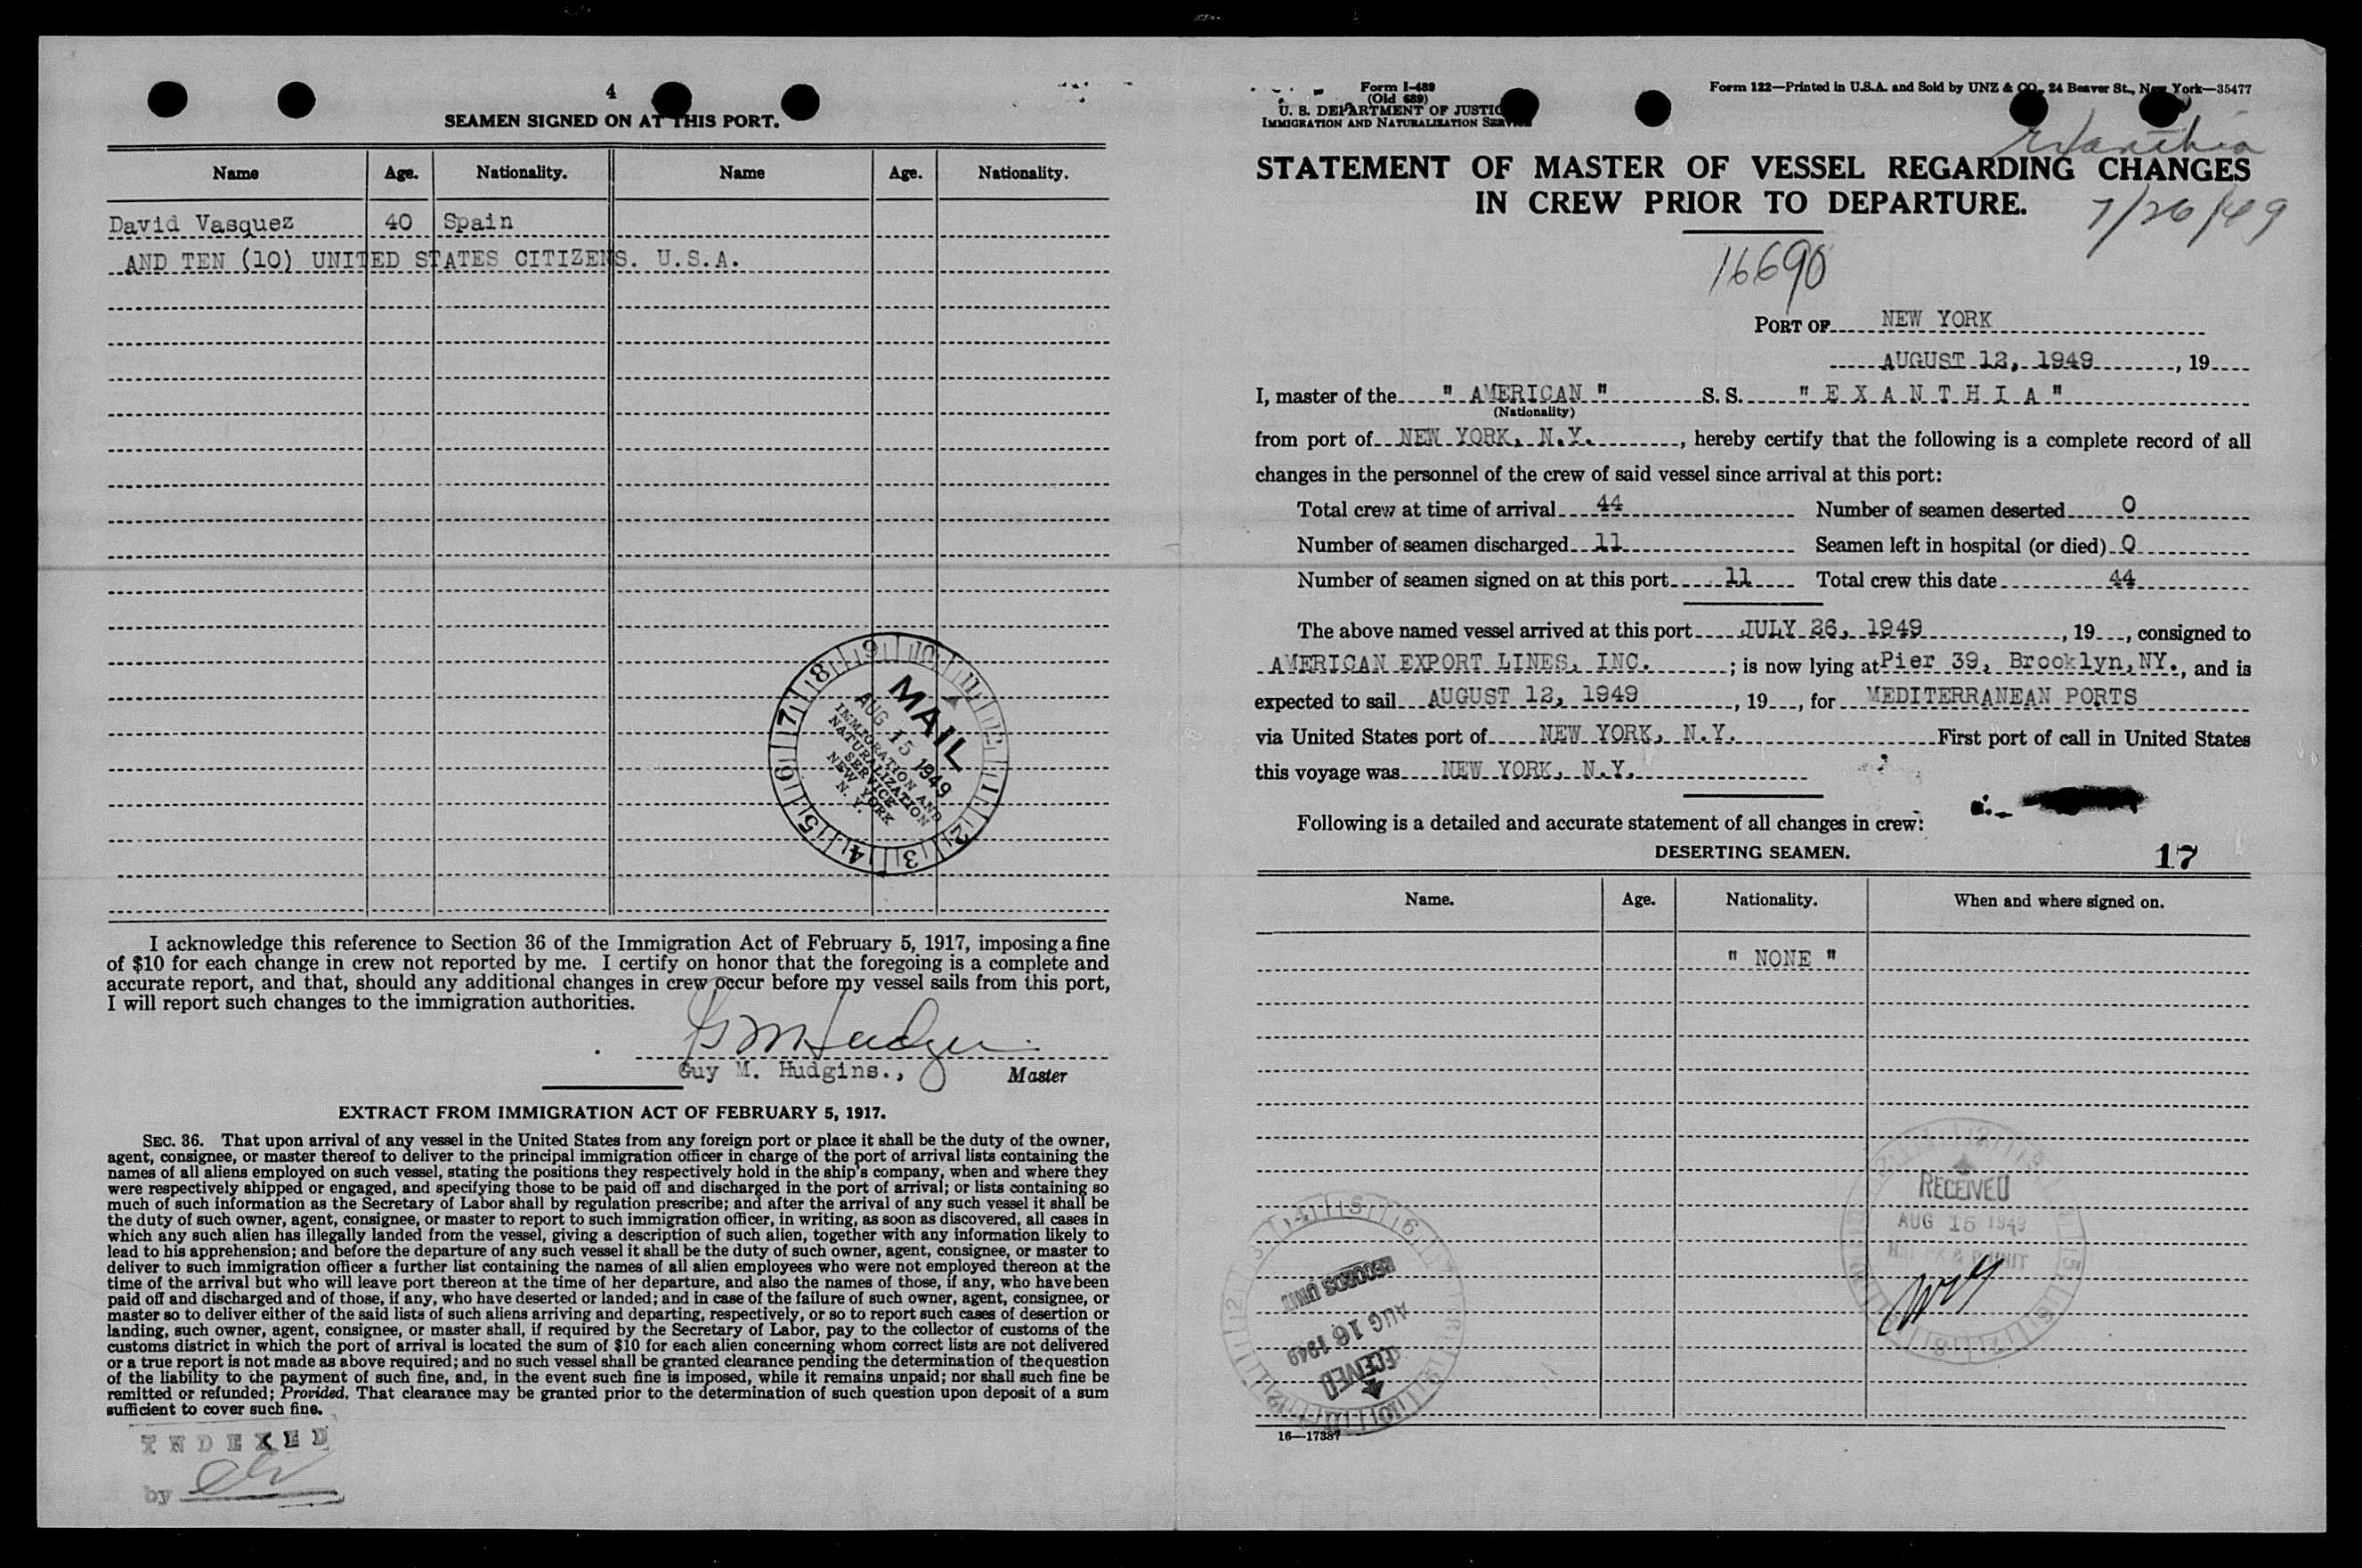 4
SEAMEN SIGNED ON AT THIS PORT.
Name Age. Nationality. Name Age. Nationality.
David Vasquez 40 Spain
AND TEN (10) UNITED STATES CITIZENS. U.S.A.
MAIL
AUG 15 1949
IMMIGRATION AND
NATURALIZATION
SERVICE
NEW YORK
N. Y.
I acknowledge this reference to Section 36 of the Immigration Act of February 5, 1917, imposing a fine
of $10 for each change in crew not reported by me. I certify on honor that the foregoing is a complete and
accurate report, and that, should any additional changes in crew occur before my vessel sails from this port,
I will report such changes to the immigration authorities.
G M Hudgins
Guy M. Hudgins., Master
EXTRACT FROM IMMIGRATION ACT OF FEBRUARY 5, 1917.
SEC. 36. That upon arrival of any vessel in the United States from any foreign port or place it shall be the duty of the owner,
agent, consignee, or master thereof to deliver to the principal immigration officer in charge of the port of arrival lists containing the
names of all aliens employed on such vessel, stating the positions they respectively hold in the ship's company, when and where they
were respectively shipped or engaged, and specifying those to be paid off and discharged in the port of arrival; or lists containing so
much of such information as the Secretary of Labor shall by regulation prescribe; and after the arrival of any such vessel it shall be
the duty of such owner, agent, consignee, or master to report to such immigration officer, in writing, as soon as discovered, all cases in
which any such alien has illegally landed from the vessel, giving a description of such alien, together with any information likely to
lead to his apprehension; and before the departure of any such vessel it shall be the duty of such owner, agent, consignee, or master to
deliver to such immigration officer a further list containing the names of all alien employees who were not employed thereon at the
time of the arrival but who will leave port thereon at the time of her departure, and also the names of those, if any, who have been
paid off and discharged and of those, if any, who have deserted or landed; and in case of the failure of such owner, agent, consignee, or
master so to deliver either of the said lists of such aliens arriving and departing, respectively, or so to report such cases of desertion or
landing, such owner, agent, consignee, or master shall, if required by the Secretary of Labor, pay to the collector of customs of the
customs district in which the port of arrival is located the sum of $10 for each alien concerning whom correct lists are not delivered
or a true report is not made as above required; and no such vessel shall be granted clearance pending the determination of the question
of the liability to the payment of such fine, and, in the event such fine is imposed, while it remains unpaid; nor shall such fine be
remitted or refunded; Provided, That clearance may be granted prior to the determination of such question upon deposit of a sum
sufficient to cover such fine.
INDEXED
by
Form I-489
(Old 689)
U. S. DEPARTMENT OF JUSTICE
IMMIGRATION AND NATURALIZATION SERVICE
Form 122—Printed in U.S.A. and Sold by UNZ & CO., 24 Beaver St., New York—35477
Exanthia
STATEMENT OF MASTER OF VESSEL REGARDING CHANGES
IN CREW PRIOR TO DEPARTURE.
7/26/49
16690
PORT OF NEW YORK
AUGUST 12, 1949, 19
I, master of the " AMERICAN " S. S. " E X A N T H I A "
(Nationality)
from port of NEW YORK, N.Y., hereby certify that the following is a complete record of all
changes in the personnel of the crew of said vessel since arrival at this port:
Total crew at time of arrival 44 Number of seamen deserted 0
Number of seamen discharged 11 Seamen left in hospital (or died) 0
Number of seamen signed on at this port 11 Total crew this date 44
The above named vessel arrived at this port JULY 26, 1949, 19, consigned to
AMERICAN EXPORT LINES, INC.; is now lying at Pier 39, Brooklyn, NY., and is
expected to sail AUGUST 12, 1949, 19, for MEDITERRANEAN PORTS
via United States port of NEW YORK, N.Y. First port of call in United States
this voyage was NEW YORK, N.Y.
Following is a detailed and accurate statement of all changes in crew:
DESERTING SEAMEN.
17
Name. Age. Nationality. When and where signed on.
" NONE "
RECEIVED
AUG 15 1949
RECORDS UNIT
AUG 16 1949
RECEIVED
16—17387